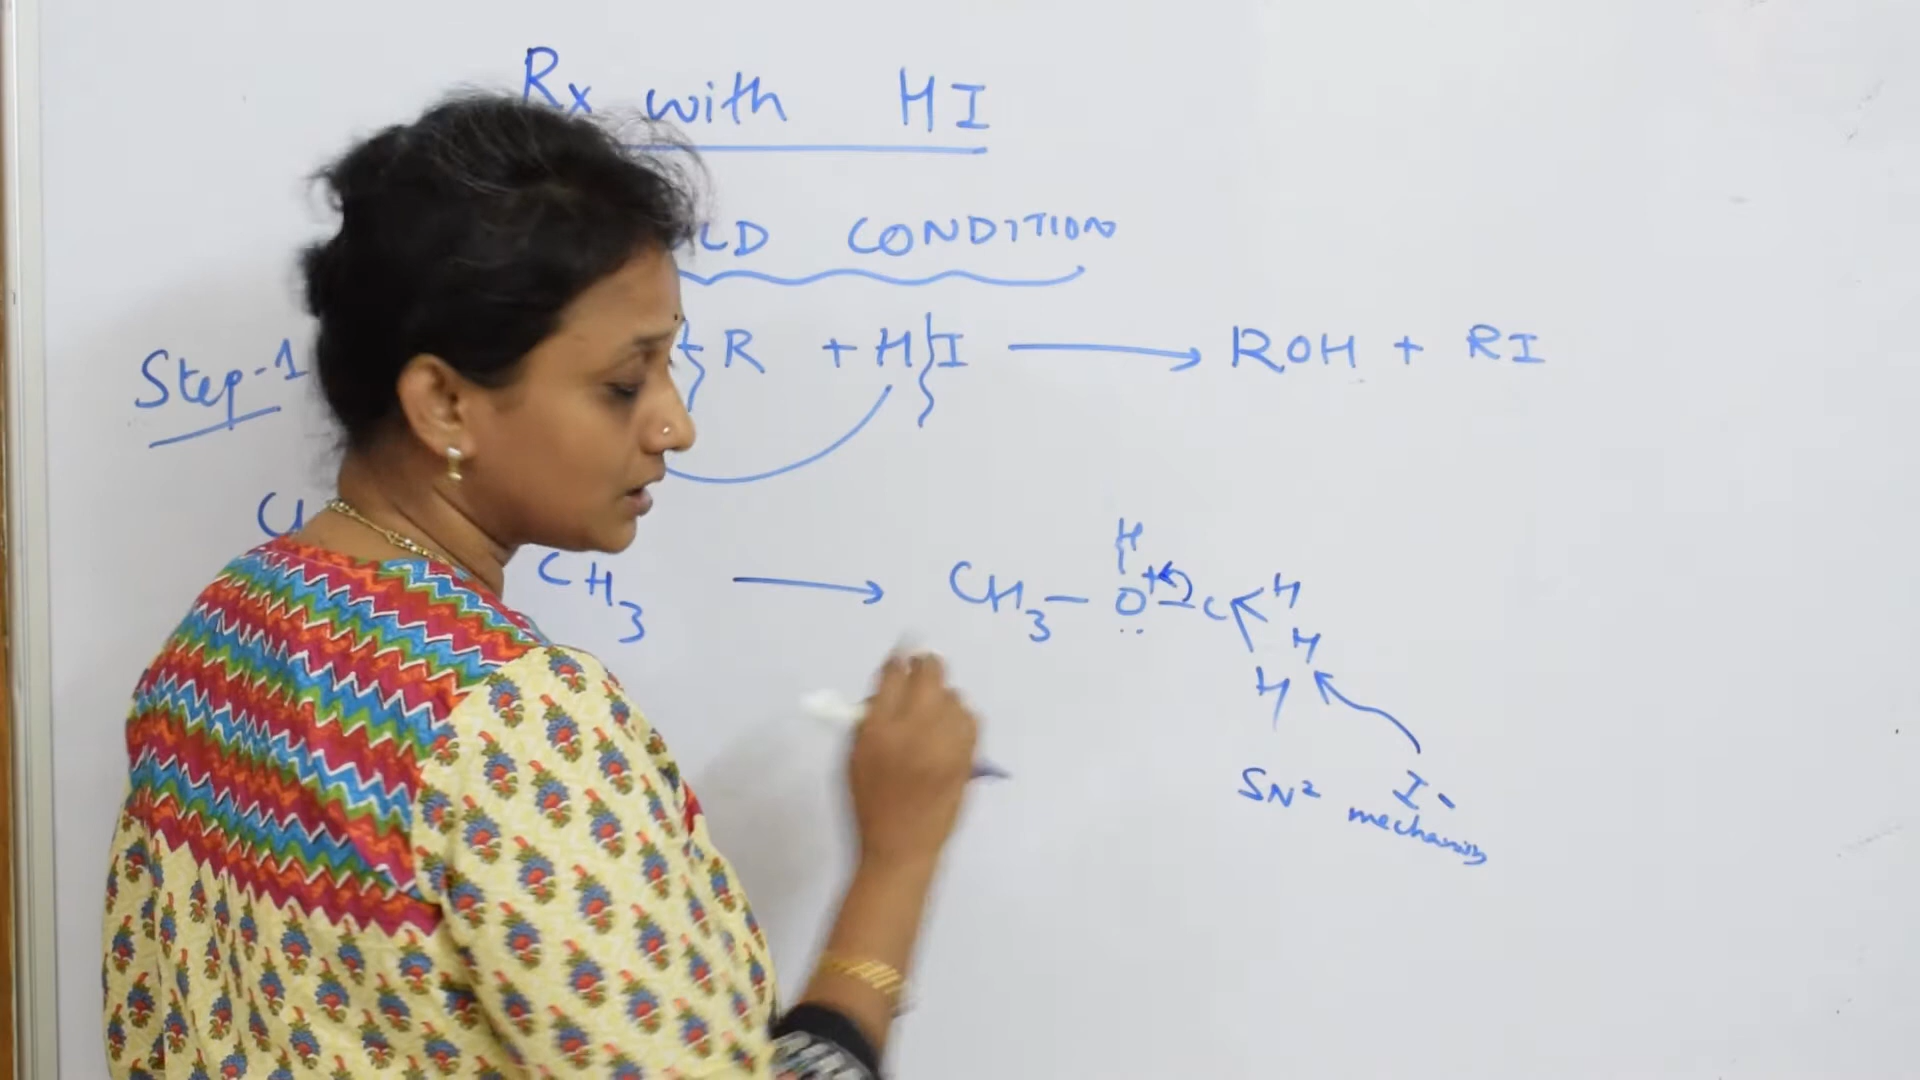 Rx with HI
LD CONDITION
Step-1 R + H I → ROH + RI
H
CH3 → CH3 - O + - C H
H
H
I
SN2 mechanism